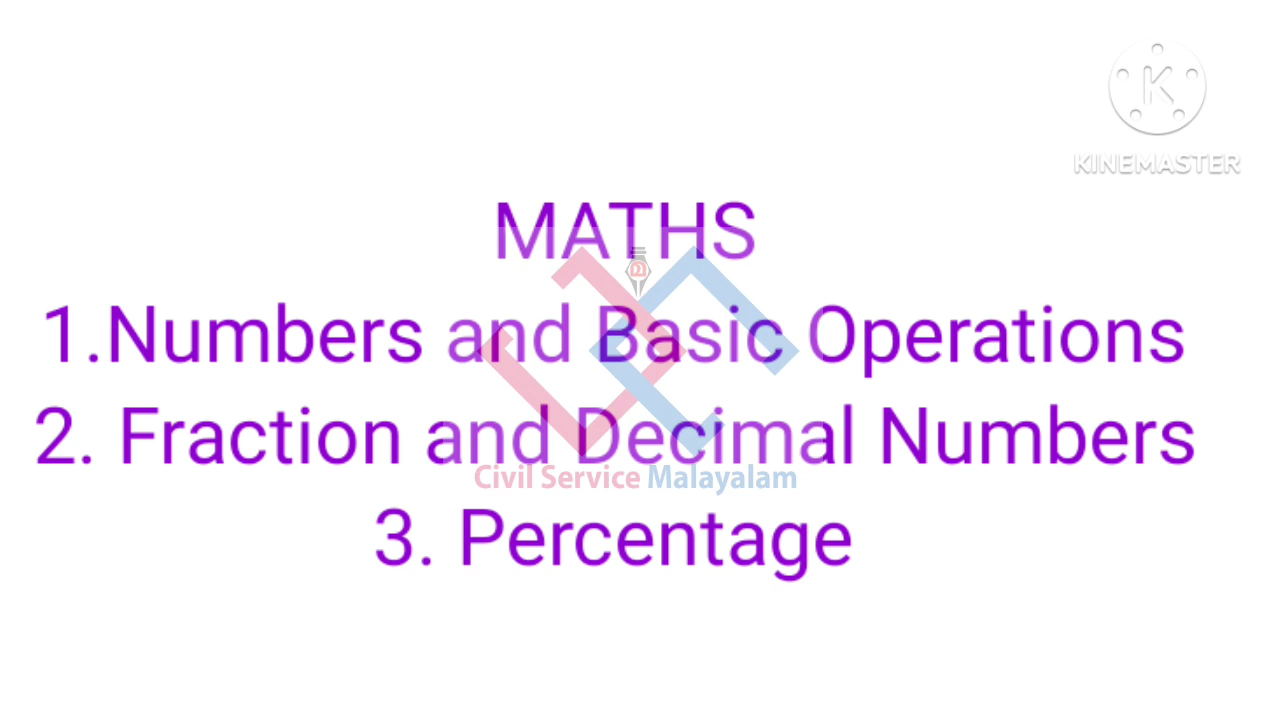 K
KINEMASTER
MATHS
1.Numbers and Basic Operations
2. Fraction and Decimal Numbers
Civil Service Malayalam
3. Percentage